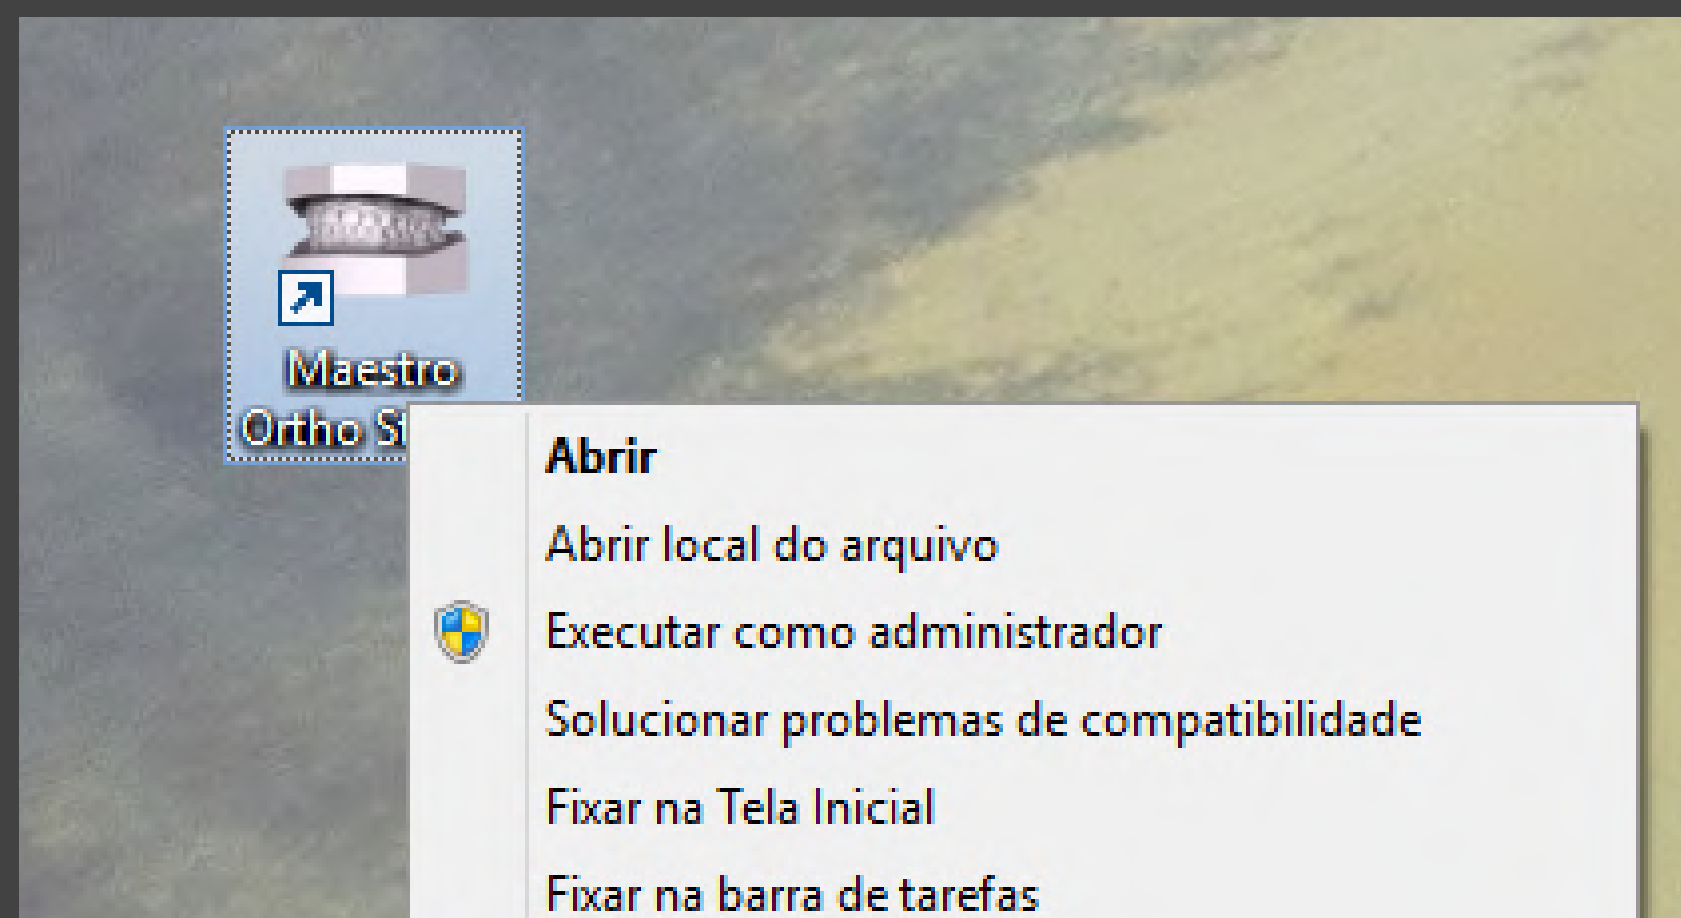 Maestro
Ortho
Abrir
Abrir local do arquivo
Executar como administrador
Solucionar problemas de compatibilidade
Fixar na Tela Inicial
Fixar na barra de tarefas